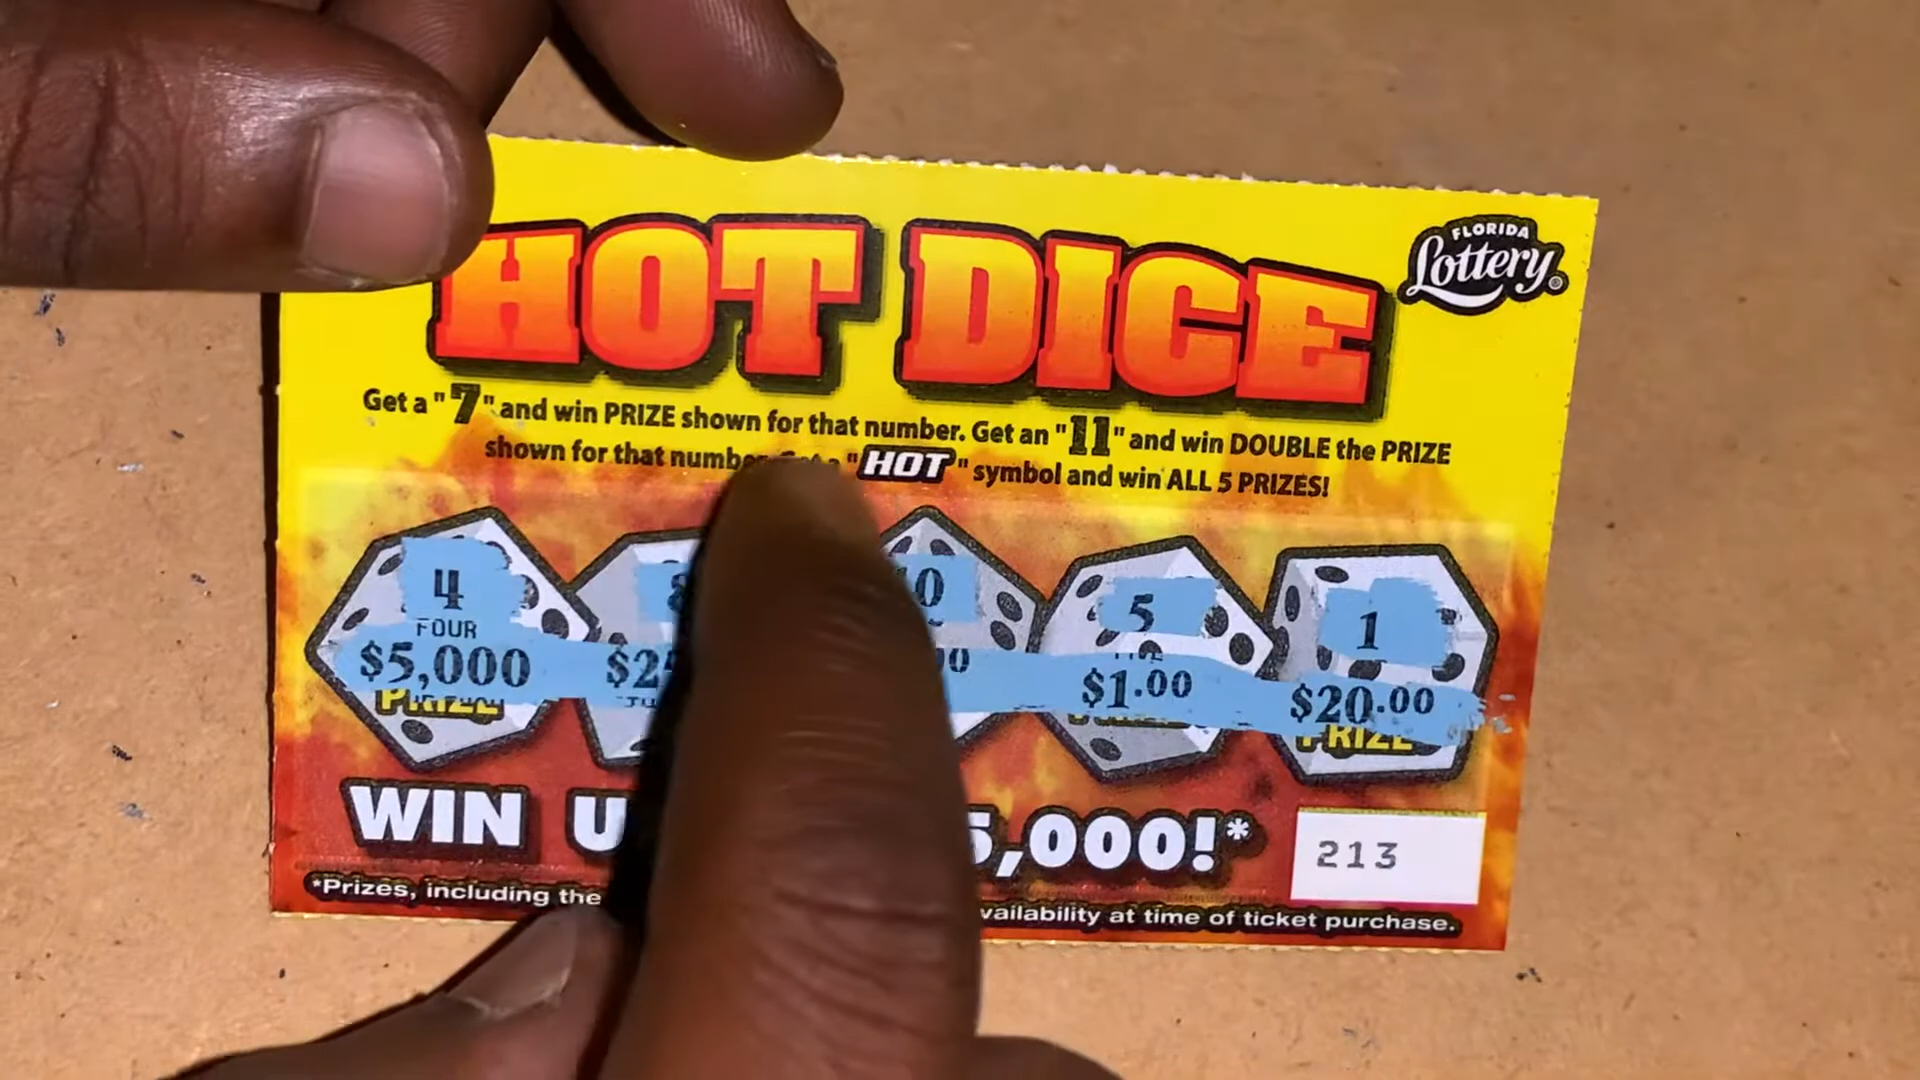 HOT DICE
FLORIDA
Lottery
Get a "7" and win PRIZE shown for that number. Get an "11" and win DOUBLE the PRIZE
shown for that number. "HOT" symbol and win ALL 5 PRIZES!
4 8 5 1
FOUR
$5,000 $1.00 $20.00
PRIZE PRIZE
WIN 5,000!*
213
*Prizes, including the availability at time of ticket purchase.